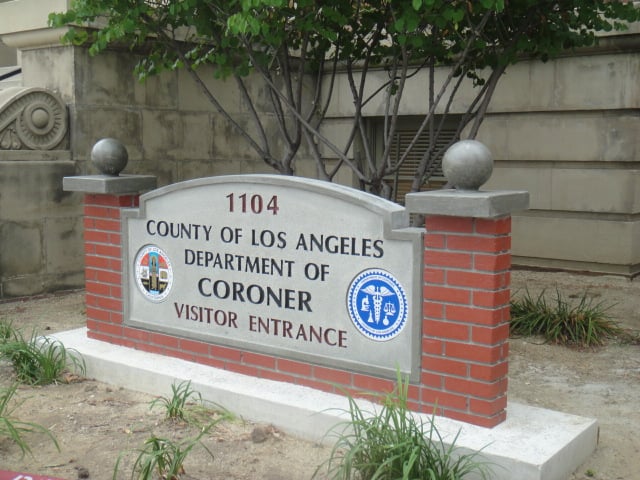 1104
COUNTY OF LOS ANGELES
DEPARTMENT OF
CORONER
VISITOR ENTRANCE